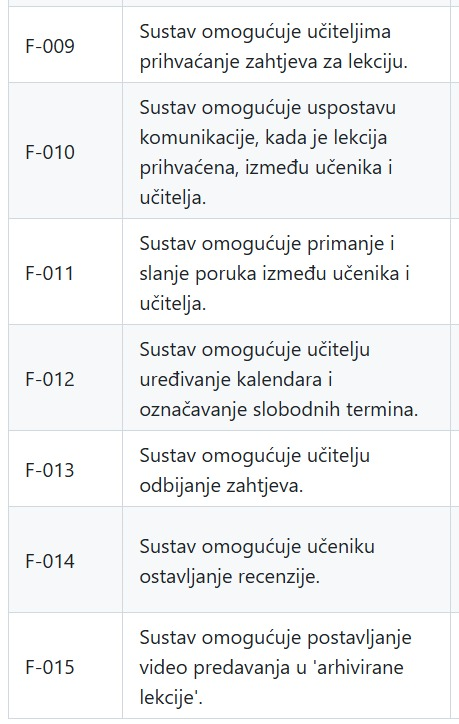 F-009
Sustav omogućuje učiteljima
prihvaćanje zahtjeva za lekciju.
F-010
Sustav omogućuje uspostavu
komunikacije, kada je lekcija
prihvaćena, između učenika i
učitelja.
F-011
Sustav omogućuje primanje i
slanje poruka između učenika i
učitelja.
F-012
Sustav omogućuje učitelju
uređivanje kalendara i
označavanje slobodnih termina.
F-013
Sustav omogućuje učitelju
odbijanje zahtjeva.
F-014
Sustav omogućuje učeniku
ostavljanje recenzije.
F-015
Sustav omogućuje postavljanje
video predavanja u 'arhivirane
lekcije'.